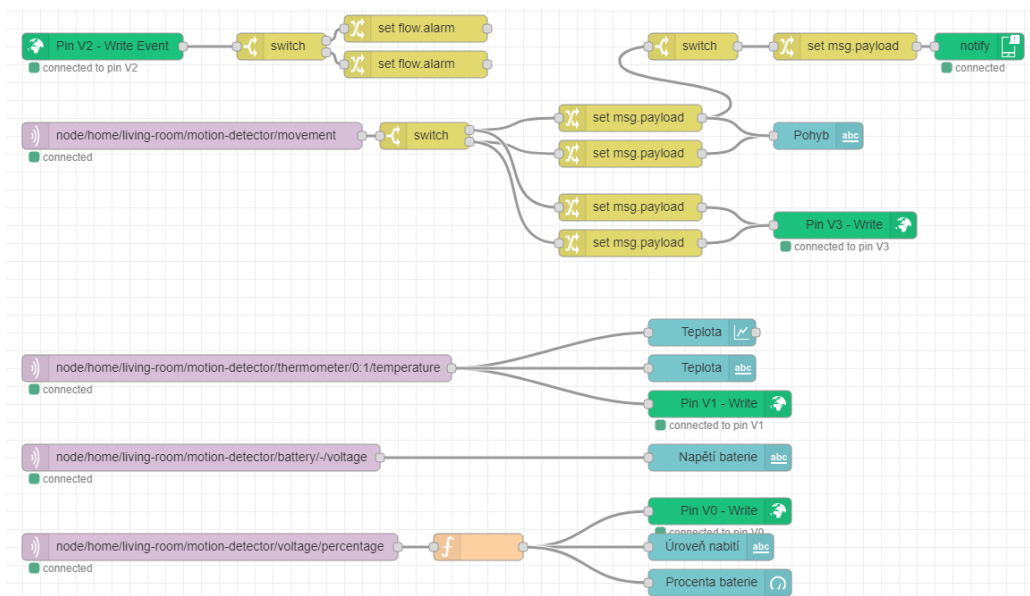 Pin V2 - Write Event
connected to pin V2
switch
set flow.alarm
set flow.alarm
switch
set msg.payload
notify
connected
node/home/living-room/motion-detector/movement
connected
switch
set msg.payload
set msg.payload
Pohyb
abc
set msg.payload
set msg.payload
Pin V3 - Write
connected to pin V3
node/home/living-room/motion-detector/thermometer/0:1/temperature
connected
Teplota
Teplota
abc
Pin V1 - Write
connected to pin V1
node/home/living-room/motion-detector/battery/-/voltage
connected
Napětí baterie
abc
node/home/living-room/motion-detector/voltage/percentage
connected
Pin V0 - Write
connected to pin V0
Úroveň nabití
abc
Procenta baterie